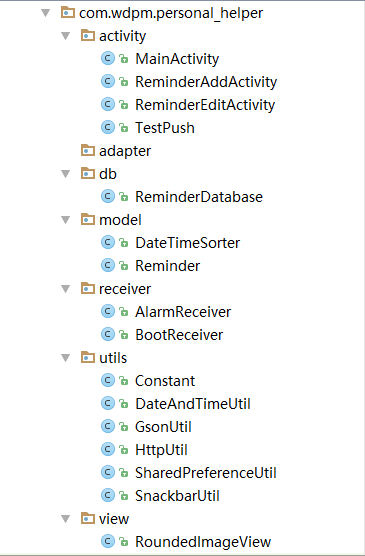 com.wdpm.personal_helper
activity
MainActivity
ReminderAddActivity
ReminderEditActivity
TestPush
adapter
db
ReminderDatabase
model
DateTimeSorter
Reminder
receiver
AlarmReceiver
BootReceiver
utils
Constant
DateAndTimeUtil
GsonUtil
HttpUtil
SharedPreferenceUtil
SnackbarUtil
view
RoundedImageView